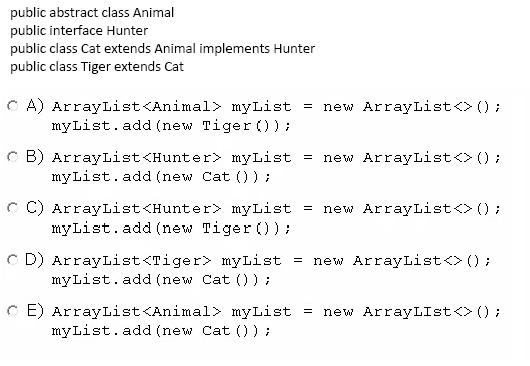 public abstract class Animal
public interface Hunter
public class Cat extends Animal implements Hunter
public class Tiger extends Cat
A) ArrayList<Animal> myList = new ArrayList<>();
myList.add(new Tiger());
B) ArrayList<Hunter> myList = new ArrayList<>();
myList.add(new Cat());
C) ArrayList<Hunter> myList = new ArrayList<>();
myList.add(new Tiger());
D) ArrayList<Tiger> myList = new ArrayList<>();
myList.add(new Cat());
E) ArrayList<Animal> myList = new ArrayLIst<>();
myList.add(new Cat());